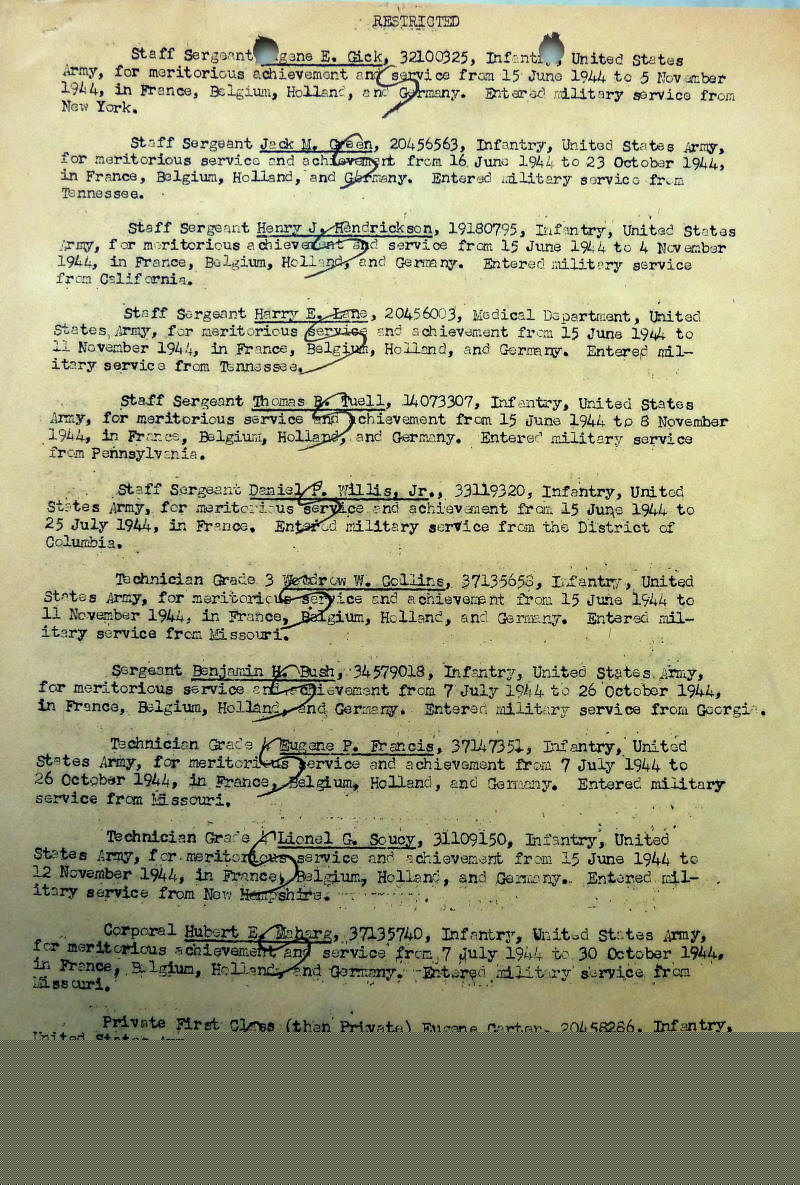 RESTRICTED
Staff Sergeant Eugene E. Gick, 32100325, Infantry, United States
Army, for meritorious achievement and service from 15 June 1944 to 5 November
1944, in France, Belgium, Holland, and Germany. Entered military service from
New York.
Staff Sergeant Jack M. Green, 20456563, Infantry, United States Army,
for meritorious service and achievement from 16 June 1944 to 23 October 1944,
in France, Belgium, Holland, and Germany. Entered military service from
Tennessee.
Staff Sergeant Henry J. Hendrickson, 19180795, Infantry, United States
Army, for meritorious achievement and service from 15 June 1944 to 4 November
1944, in France, Belgium, Holland, and Germany. Entered military service
from California.
Staff Sergeant Harry E. Lane, 20456003, Medical Department, United
States Army, for meritorious service and achievement from 15 June 1944 to
11 November 1944, in France, Belgium, Holland, and Germany. Entered mil-
itary service from Tennessee.
Staff Sergeant Thomas B. Tuell, 14073307, Infantry, United States
Army, for meritorious service and achievement from 15 June 1944 to 8 November
1944, in France, Belgium, Holland, and Germany. Entered military service
from Pennsylvania.
Staff Sergeant Daniel P. Willis, Jr., 33119320, Infantry, United
States Army, for meritorious service and achievement from 15 June 1944 to
25 July 1944, in France. Entered military service from the District of
Columbia.
Technician Grade 3 Woodrow W. Collins, 37135658, Infantry, United
States Army, for meritorious service and achievement from 15 June 1944 to
11 November 1944, in France, Belgium, Holland, and Germany. Entered mil-
itary service from Missouri.
Sergeant Benjamin H. Bush, 34579018, Infantry, United States Army,
for meritorious service and achievement from 7 July 1944 to 26 October 1944,
in France, Belgium, Holland, and Germany. Entered military service from Georgia.
Technician Grade 4 Eugene P. Francis, 37147351, Infantry, United
States Army, for meritorious service and achievement from 7 July 1944 to
26 October 1944, in France, Belgium, Holland, and Germany. Entered military
service from Missouri.
Technician Grade 4 Lionel G. Soucy, 31109150, Infantry, United
States Army, for meritorious service and achievement from 15 June 1944 to
12 November 1944, in France, Belgium, Holland, and Germany. Entered mil-
itary service from New Hampshire.
Corporal Hubert E. Maharg, 37135740, Infantry, United States Army,
for meritorious achievement and service from 7 July 1944 to 30 October 1944,
in France, Belgium, Holland, and Germany. Entered military service from
Missouri.
Private First Class (then Private) Eugene Carter, 20458286, Infantry,
United States